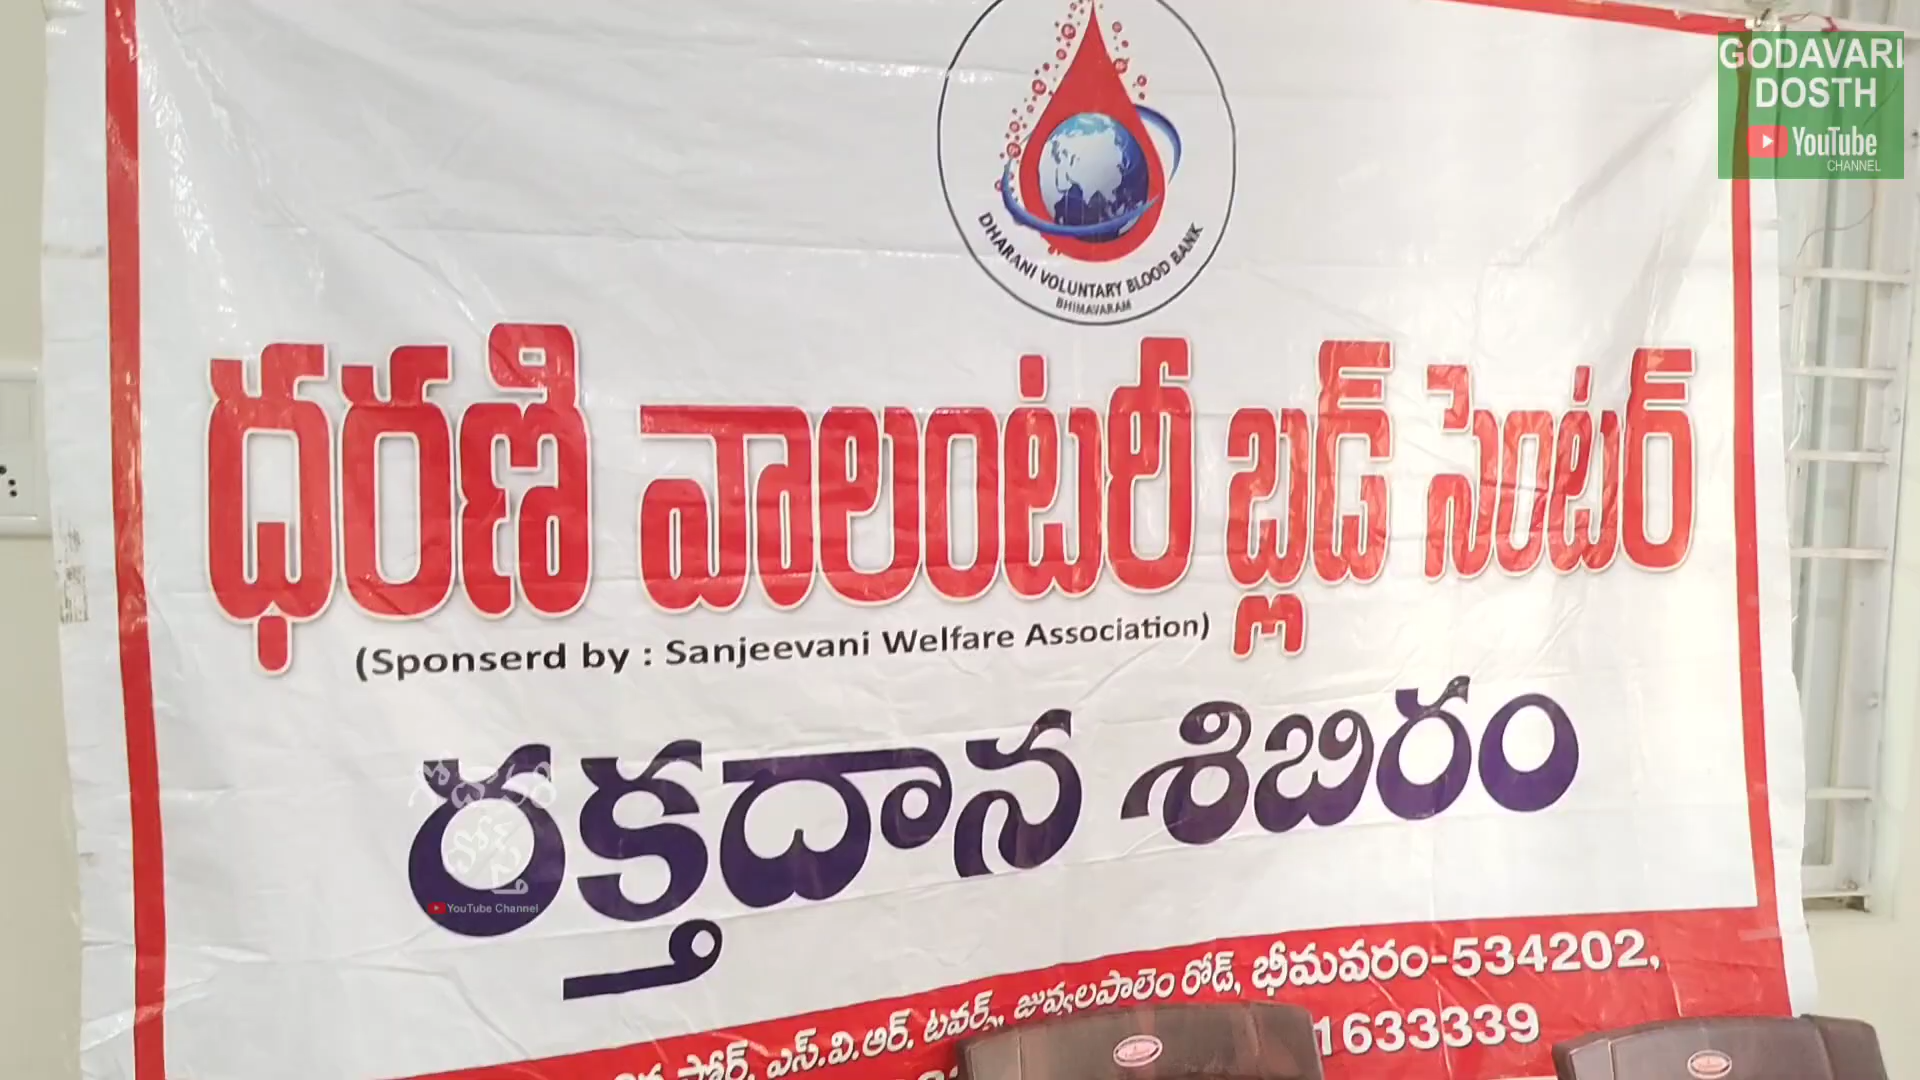 GODAVARI
DOSTH
YouTube
CHANNEL
DHARANI VOLUNTARY BLOOD BANK
BHIMAVARAM
ధరణి వాలంటరీ బ్లడ్ సెంటర్
(Sponserd by : Sanjeevani Welfare Association)
రక్తదాన శిబిరం
YouTube Channel
ఫ్లోర్, ఎస్.వి.ఆర్. టవర్స్, జువ్వలపాలెం రోడ్, భీమవరం-534202,
1633339